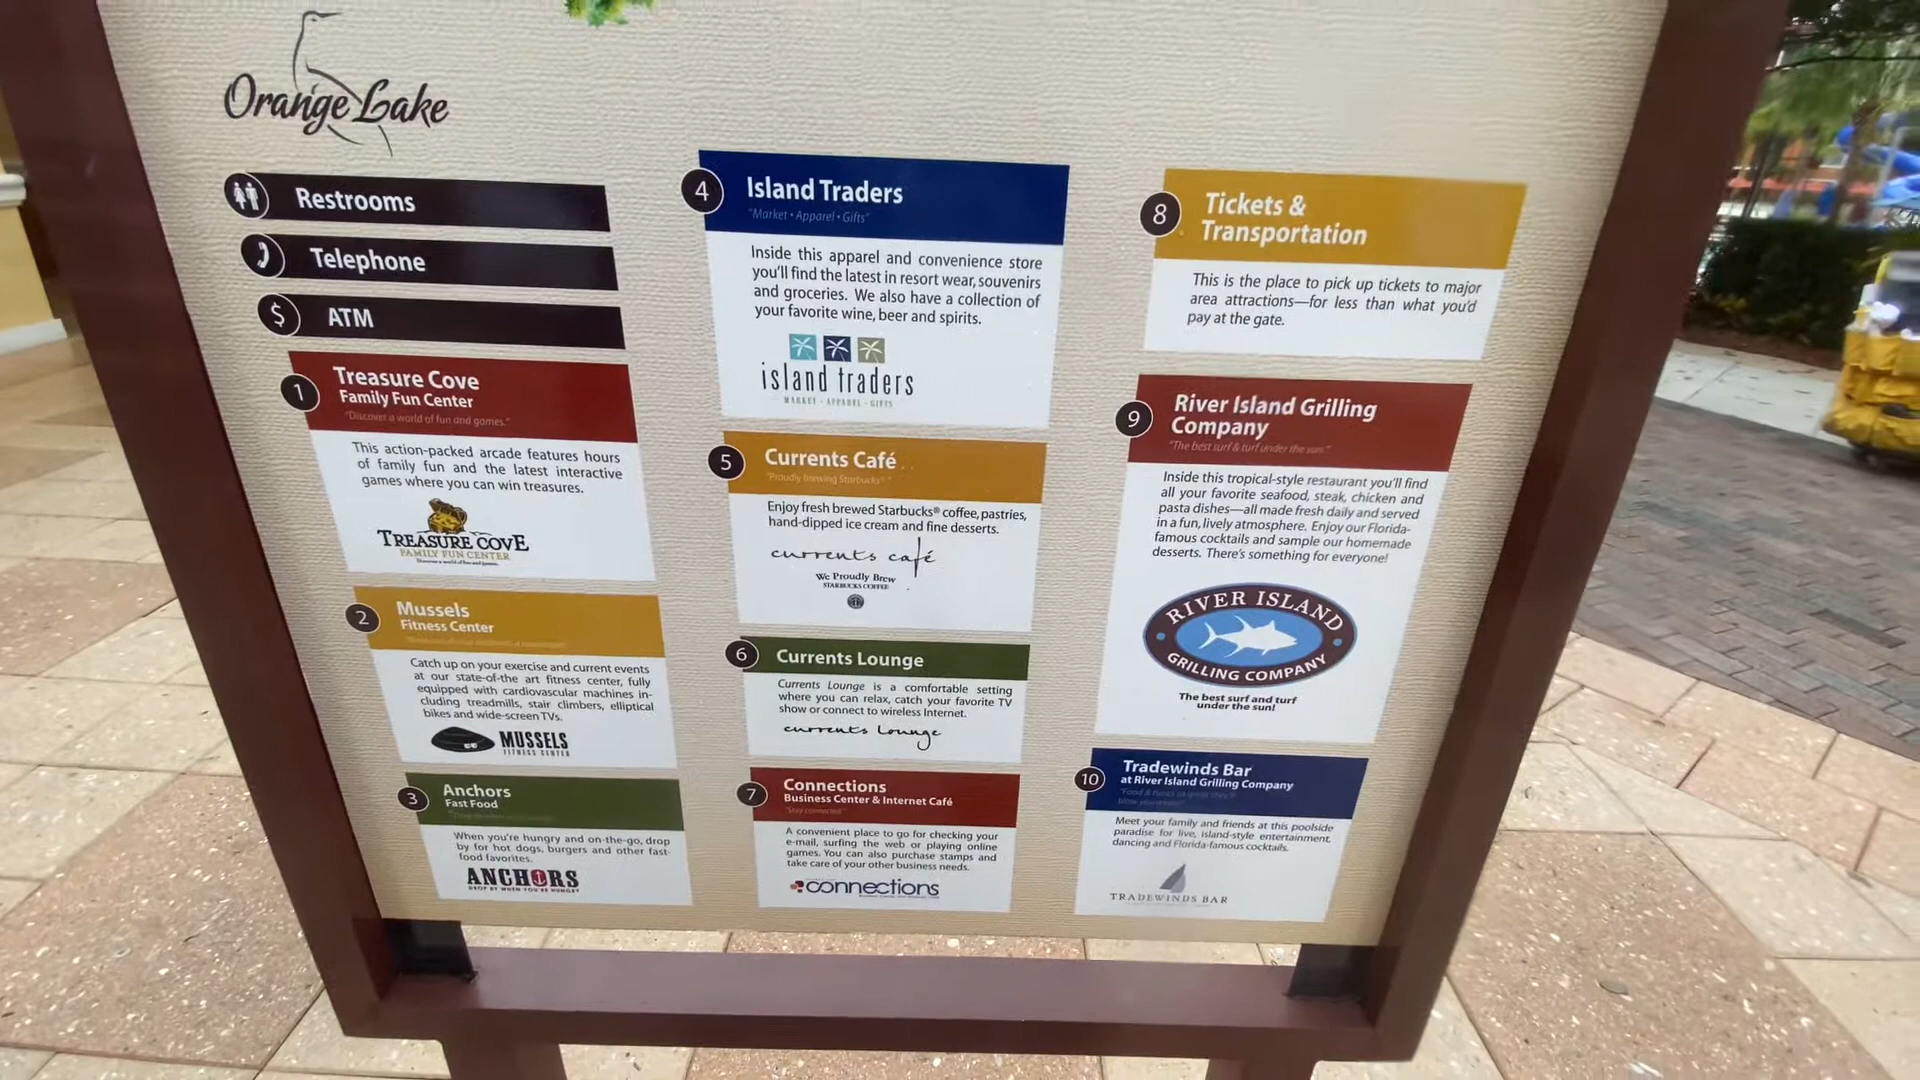 Orange Lake
Restrooms
Telephone
$ ATM
1 Treasure Cove
Family Fun Center
"Discover a world of fun and games."
This action-packed arcade features hours
of family fun and the latest interactive
games where you can win treasures.
TREASURE COVE
FAMILY FUN CENTER
Discover a world of fun and games.
2 Mussels
Fitness Center
Catch up on your exercise and current events
at our state-of-the art fitness center, fully
equipped with cardiovascular machines in-
cluding treadmills, stair climbers, elliptical
bikes and wide-screen TVs.
MUSSELS
FITNESS CENTER
3 Anchors
Fast Food
When you're hungry and on-the-go, drop
by for hot dogs, burgers and other fast-
food favorites.
ANCHORS
DROP BY WHEN YOU'RE HUNGRY
4 Island Traders
"Market • Apparel • Gifts"
Inside this apparel and convenience store
you'll find the latest in resort wear, souvenirs
and groceries. We also have a collection of
your favorite wine, beer and spirits.
island traders
MARKET - APPAREL - GIFTS
5 Currents Café
"Proudly brewing Starbucks"
Enjoy fresh brewed Starbucks® coffee, pastries,
hand-dipped ice cream and fine desserts.
currents café
We Proudly Brew
STARBUCKS COFFEE
6 Currents Lounge
Currents Lounge is a comfortable setting
where you can relax, catch your favorite TV
show or connect to wireless Internet.
currents lounge
7 Connections
Business Center & Internet Café
"Stay connected"
A convenient place to go for checking your
e-mail, surfing the web or playing online
games. You can also purchase stamps and
take care of your other business needs.
connections
8 Tickets &
Transportation
This is the place to pick up tickets to major
area attractions—for less than what you'd
pay at the gate.
9 River Island Grilling
Company
"The best surf & turf under the sun."
Inside this tropical-style restaurant you'll find
all your favorite seafood, steak, chicken and
pasta dishes—all made fresh daily and served
in a fun, lively atmosphere. Enjoy our Florida-
famous cocktails and sample our homemade
desserts. There's something for everyone!
RIVER ISLAND
GRILLING COMPANY
The best surf and turf
under the sun!
10 Tradewinds Bar
at River Island Grilling Company
Meet your family and friends at this poolside
paradise for live, island-style entertainment,
dancing and Florida-famous cocktails.
TRADEWINDS BAR